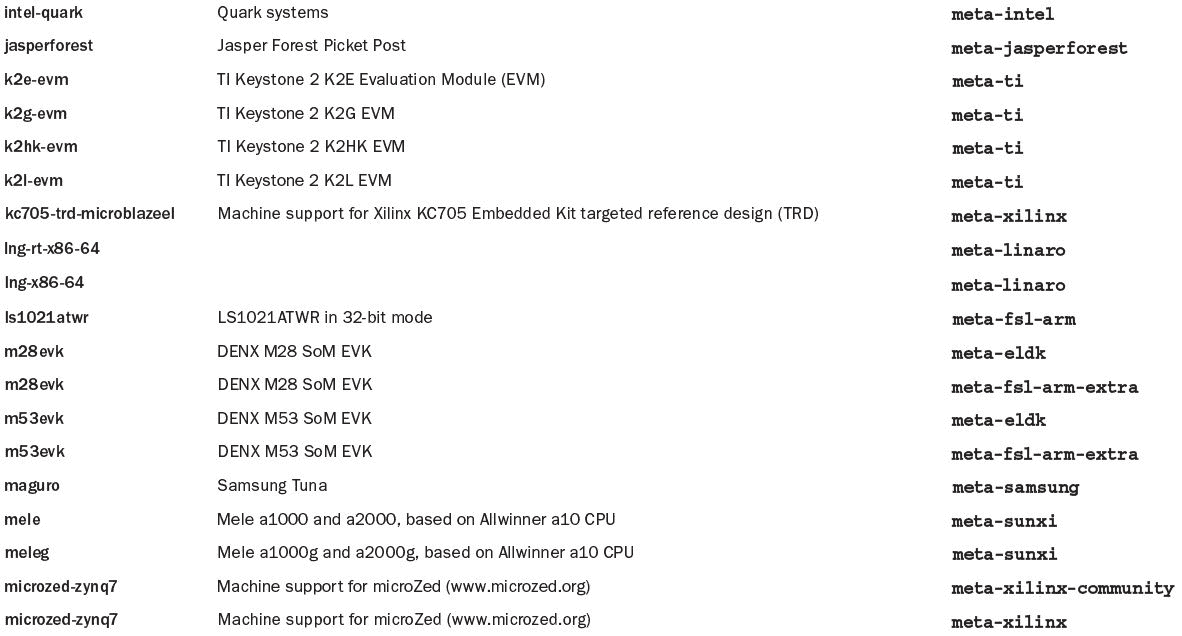 intel-quark Quark systems meta-intel
jasperforest Jasper Forest Picket Post meta-jasperforest
k2e-evm TI Keystone 2 K2E Evaluation Module (EVM) meta-ti
k2g-evm TI Keystone 2 K2G EVM meta-ti
k2hk-evm TI Keystone 2 K2HK EVM meta-ti
k2l-evm TI Keystone 2 K2L EVM meta-ti
kc705-trd-microblazeel Machine support for Xilinx KC705 Embedded Kit targeted reference design (TRD) meta-xilinx
lng-rt-x86-64 meta-linaro
lng-x86-64 meta-linaro
ls1021atwr LS1021ATWR in 32-bit mode meta-fsl-arm
m28evk DENX M28 SoM EVK meta-eldk
m28evk DENX M28 SoM EVK meta-fsl-arm-extra
m53evk DENX M53 SoM EVK meta-eldk
m53evk DENX M53 SoM EVK meta-fsl-arm-extra
maguro Samsung Tuna meta-samsung
mele Mele a1000 and a2000, based on Allwinner a10 CPU meta-sunxi
meleg Mele a1000g and a2000g, based on Allwinner a10 CPU meta-sunxi
microzed-zynq7 Machine support for microZed (www.microzed.org) meta-xilinx-community
microzed-zynq7 Machine support for microZed (www.microzed.org) meta-xilinx